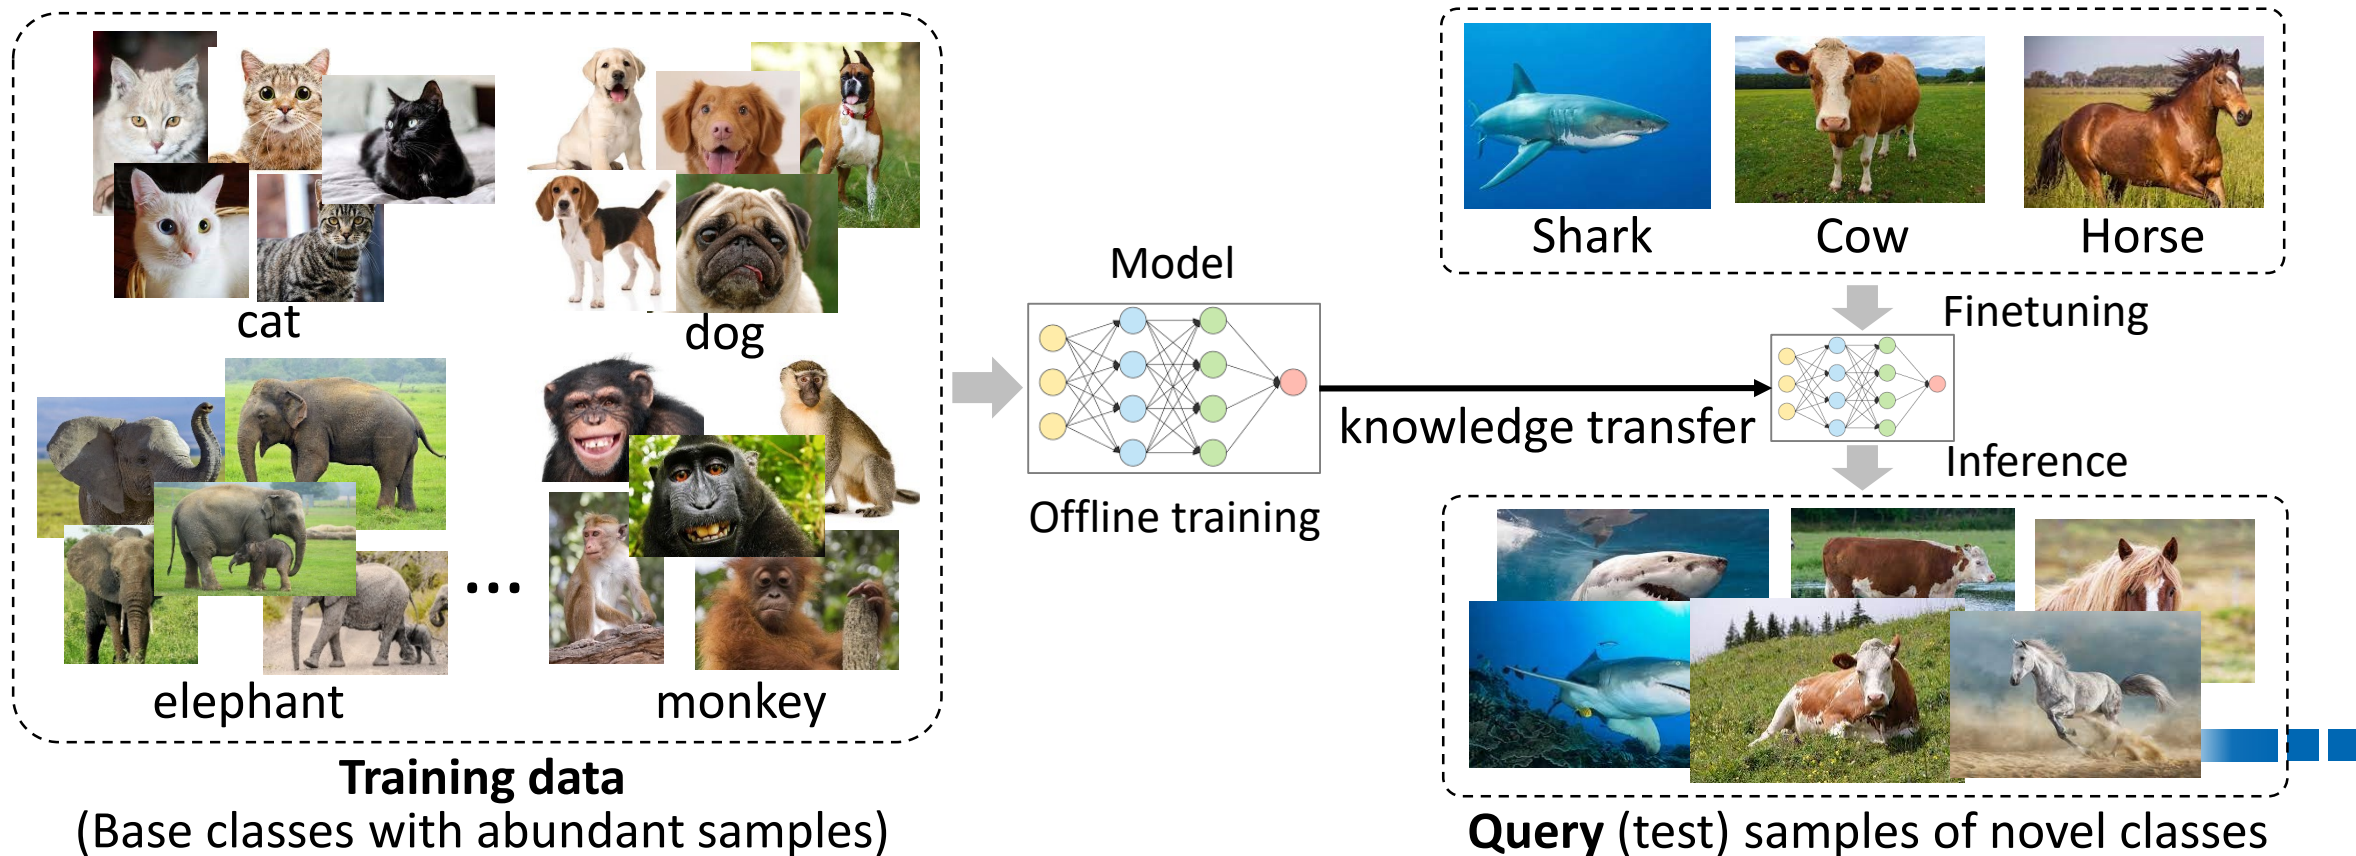 cat
dog
elephant
...
monkey
Training data
(Base classes with abundant samples)
Model
Offline training
knowledge transfer
Shark
Cow
Horse
Finetuning
Inference
Query (test) samples of novel classes